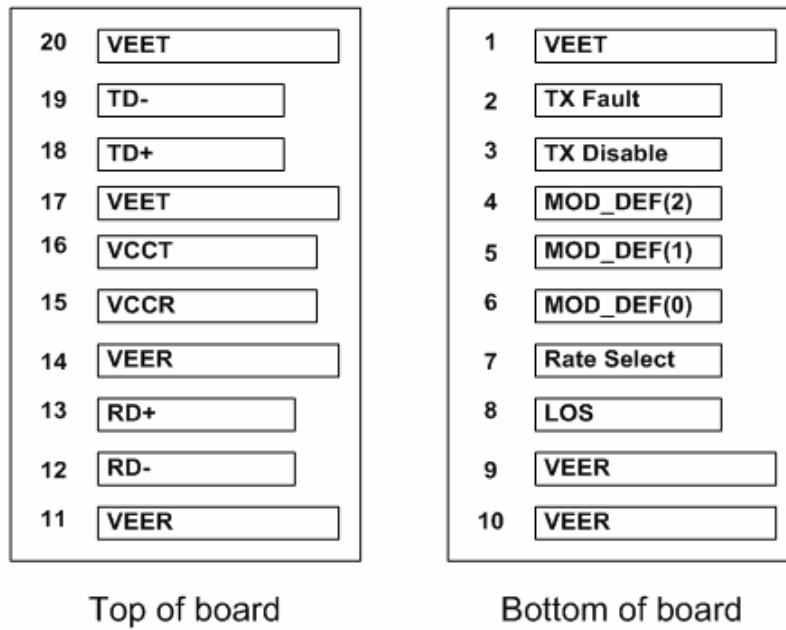 20 VEET
19 TD-
18 TD+
17 VEET
16 VCCT
15 VCCR
14 VEER
13 RD+
12 RD-
11 VEER
Top of board
1 VEET
2 TX Fault
3 TX Disable
4 MOD_DEF(2)
5 MOD_DEF(1)
6 MOD_DEF(0)
7 Rate Select
8 LOS
9 VEER
10 VEER
Bottom of board